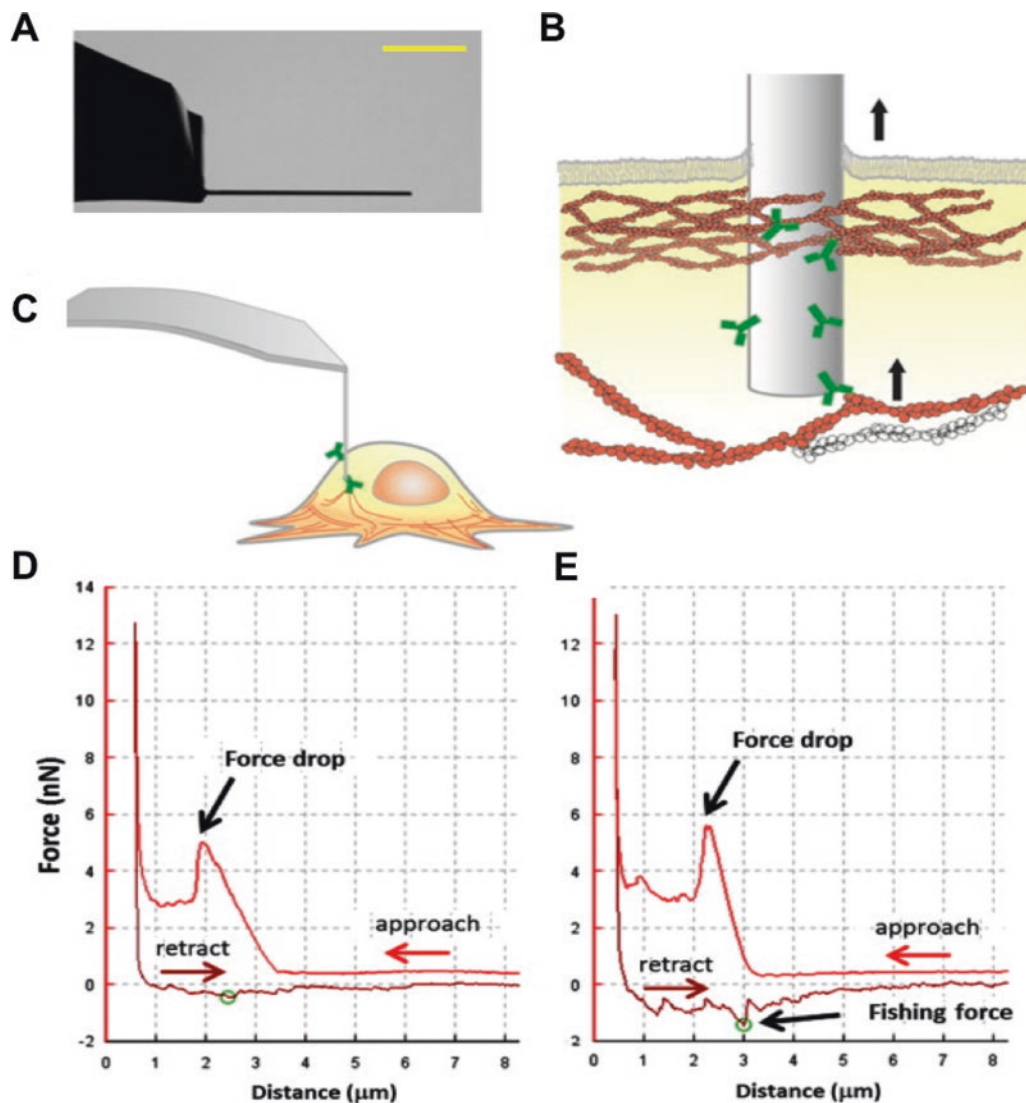 A
B
C
D
14
12
10
8
6
4
2
0
-2
Force (nN)
Force drop
approach
retract
0 1 2 3 4 5 6 7 8
Distance (μm)
E
12
10
8
6
4
2
0
2
Force drop
approach
retract
Fishing force
0 1 2 3 4 5 6 7 8
Distance (μm)